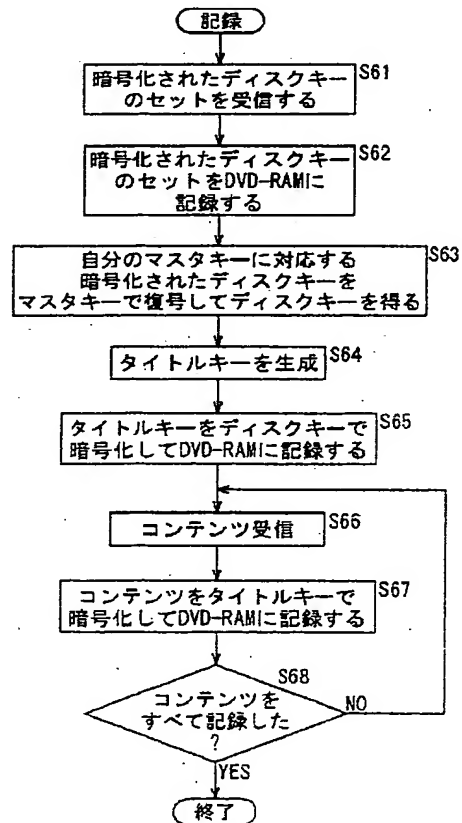 記録
暗号化されたディスクキー
のセットを受信する
S61
暗号化されたディスクキー
のセットをDVD-RAMに
記録する
S62
自分のマスタキーに対応する
暗号化されたディスクキーを
マスタキーで復号してディスクキーを得る
S63
タイトルキーを生成
S64
タイトルキーをディスクキーで
暗号化してDVD-RAMに記録する
S65
コンテンツ受信
S66
コンテンツをタイトルキーで
暗号化してDVD-RAMに記録する
S67
S68
コンテンツを
すべて記録した
?
NO
YES
終了